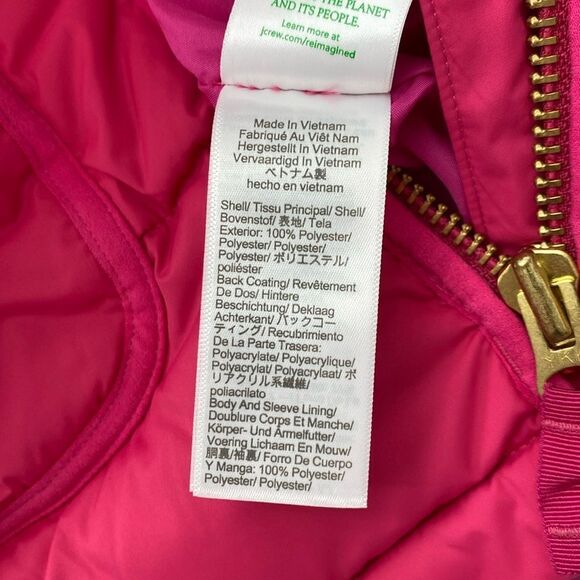 THE PLANET
AND ITS PEOPLE.
Learn more at
jcrew.com/reimagined
Made In Vietnam
Fabriqué Au Viêt Nam
Hergestellt In Vietnam
Vervaardigd In Vietnam
ベトナム製
hecho en vietnam
Shell/ Tissu Principal/ Shell/
Bovenstof/ 表地/ Tela
Exterior: 100% Polyester/
Polyester/ Polyester/
Polyester/ ポリエステル/
poliéster
Back Coating/ Revêtement
De Dos/ Hintere
Beschichtung/ Deklaag
Achterkant/ バックコー
ティング/ Recubrimiento
De La Parte Trasera:
Polyacrylate/ Polyacrylique/
Polyacrylat/ Polyacrylaat/ ポ
リアクリル系繊維/
poliacrilato
Body And Sleeve Lining/
Doublure Corps Et Manche/
Körper- Und Ärmelfutter/
Voering Lichaam En Mouw/
胴裏/袖裏/ Forro De Cuerpo
Y Manga: 100% Polyester/
Polyester/ Polyester/